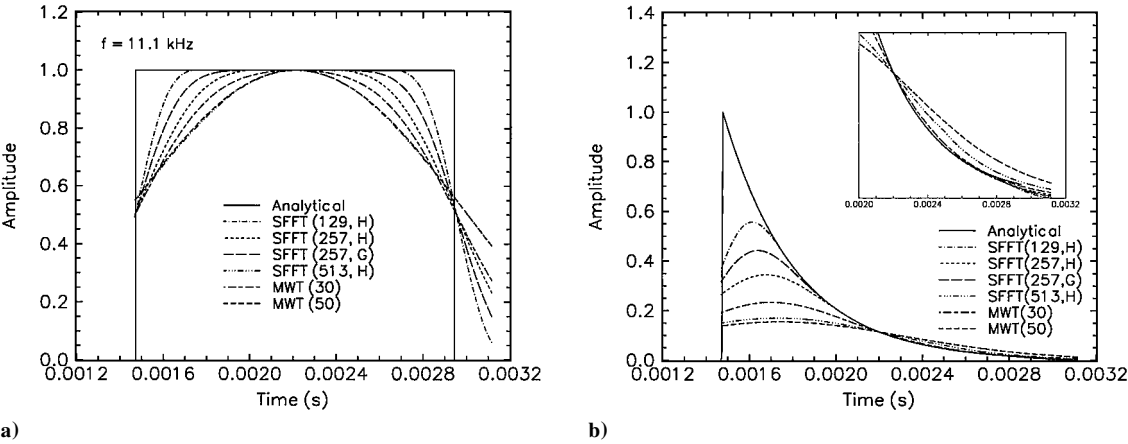 1.2
1.0
0.8
0.6
0.4
0.2
0.0
Amplitude
f = 11.1 kHz
Analytical
SFFT (129, H)
SFFT (257, H)
SFFT (257, G)
SFFT (513, H)
MWT (30)
MWT (50)
0.0012 0.0016 0.0020 0.0024 0.0028 0.0032
Time (s)
a)
1.4
1.2
1.0
0.8
0.6
0.4
0.2
0.0
Amplitude
0.0020 0.0024 0.0028 0.0032
Analytical
SFFT(129,H)
SFFT(257,H)
SFFT(257,G)
SFFT(513,H)
MWT(30)
MWT(50)
0.0012 0.0016 0.0020 0.0024 0.0028 0.0032
Time (s)
b)